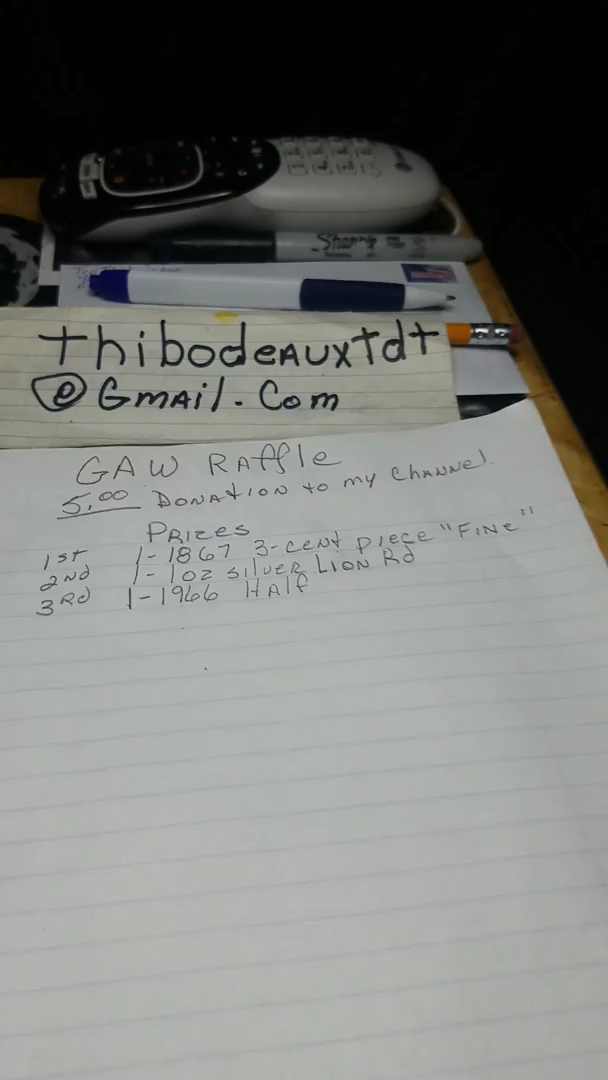 Sharpie
thibodeAuxtdt
@Gmail.Com
GAW RAffle
5.00 DonAtion to my CHANNEl.
PRIZES
1st 1-1867 3-cent piece "FINE"
2ND 1-1oz silvER LION Rd
3RD 1-1966 HAlf